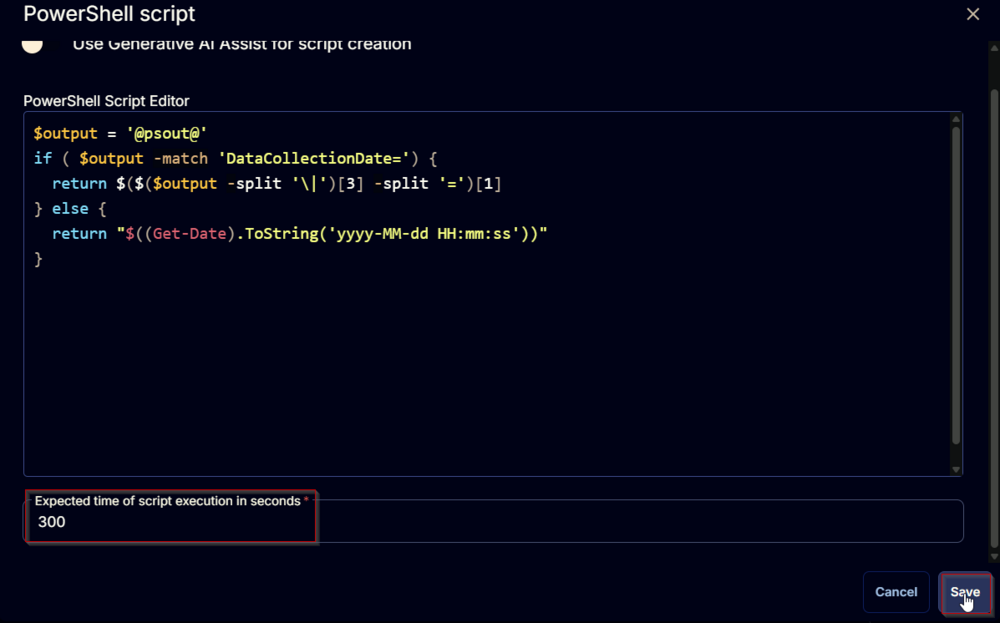 PowerShell script
Use Generative AI Assist for script creation
PowerShell Script Editor
$output = '@psout@'
if ( $output -match 'DataCollectionDate=') {
  return $($($output -split '\|')[3] -split '=')[1]
} else {
  return "$((Get-Date).ToString('yyyy-MM-dd HH:mm:ss'))"
}
Expected time of script execution in seconds *
300
Cancel
Save